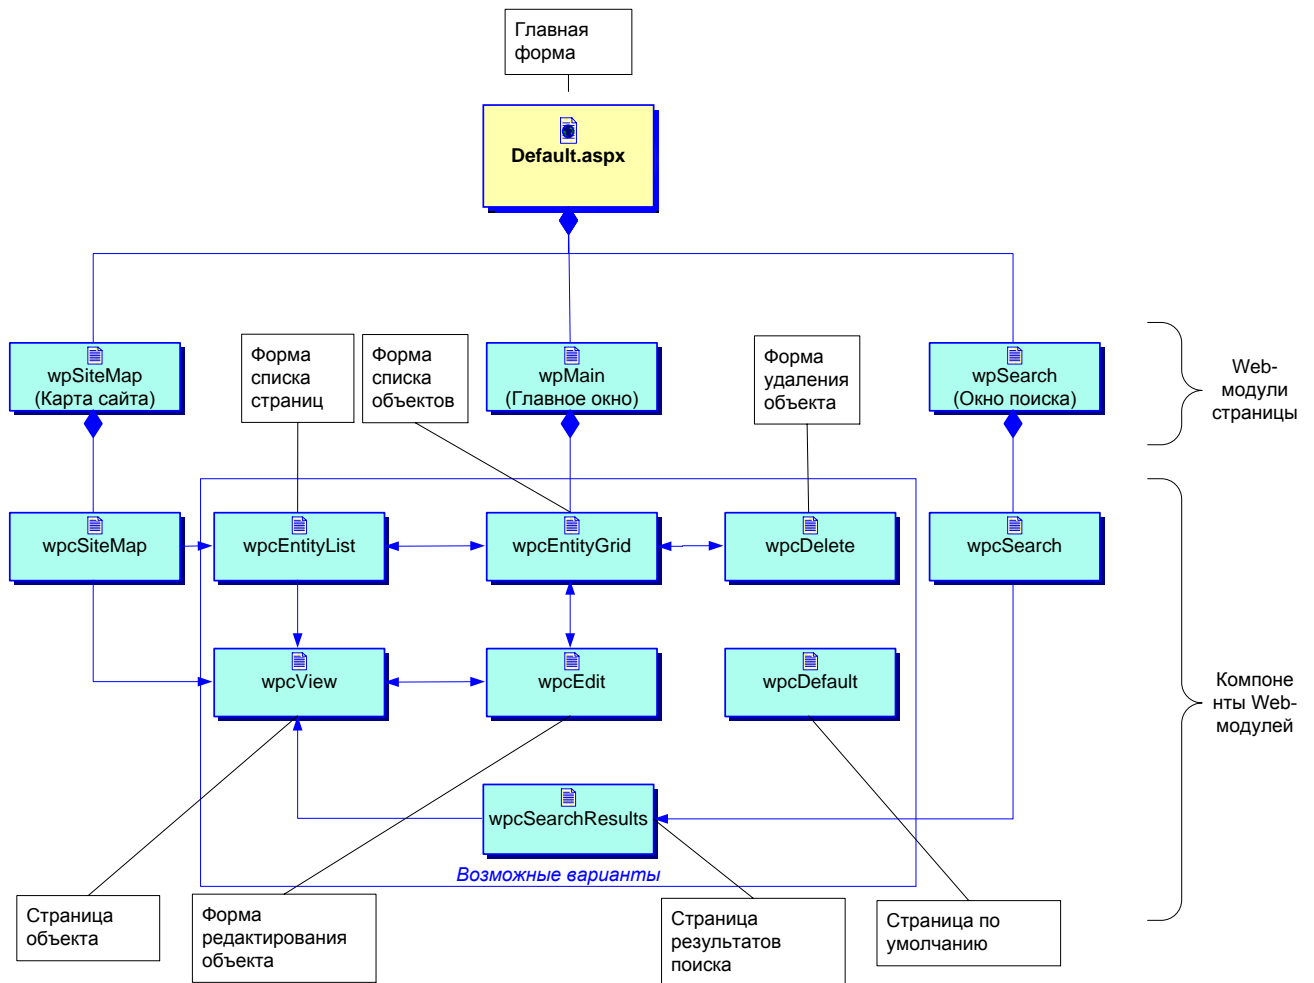 Главная
форма
Default.aspx
wpSiteMap
(Карта сайта)
Форма
списка
страниц
Форма
списка
объектов
wpMain
(Главное окно)
Форма
удаления
объекта
wpSearch
(Окно поиска)
Web-
модули
страницы
wpcSiteMap
wpcEntityList
wpcEntityGrid
wpcDelete
wpcSearch
wpcView
wpcEdit
wpcDefault
Компоне
нты Web-
модулей
wpcSearchResults
Возможные варианты
Страница
объекта
Форма
редактирования
объекта
Страница
результатов
поиска
Страница по
умолчанию